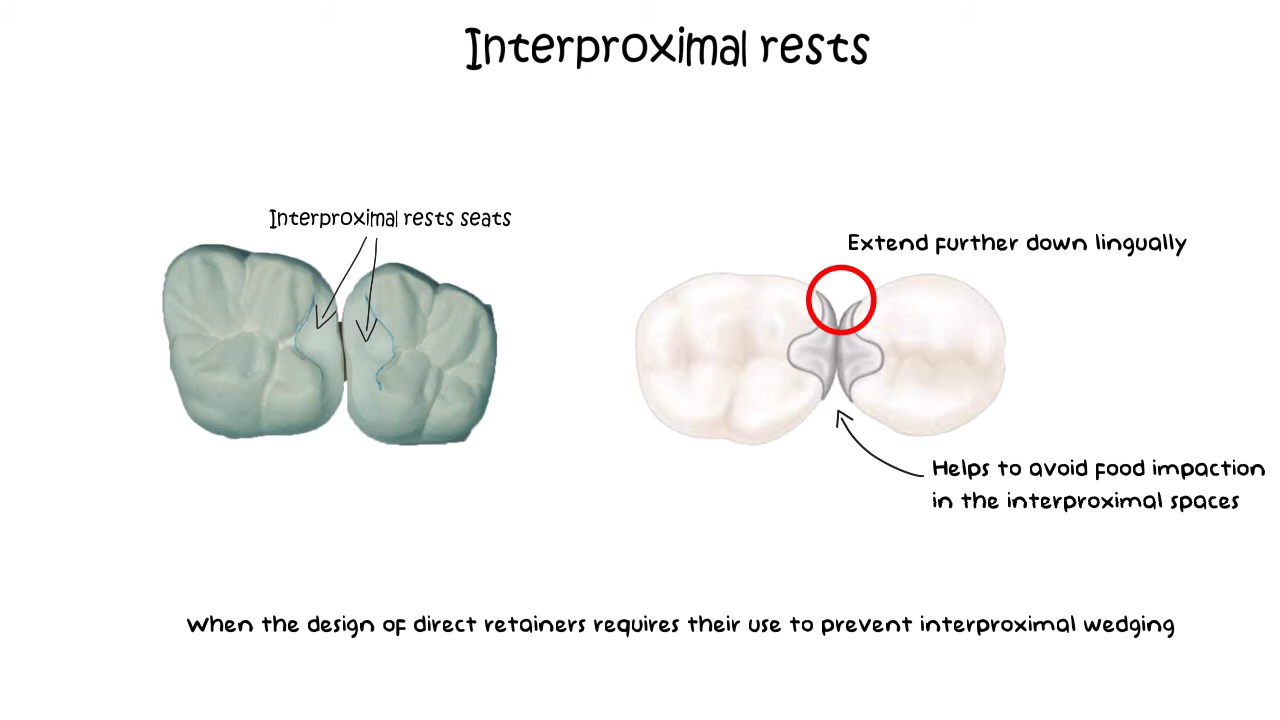 Interproximal rests
Interproximal rests seats
Extend further down lingually
Helps to avoid food impaction
in the interproximal spaces
When the design of direct retainers requires their use to prevent interproximal wedging